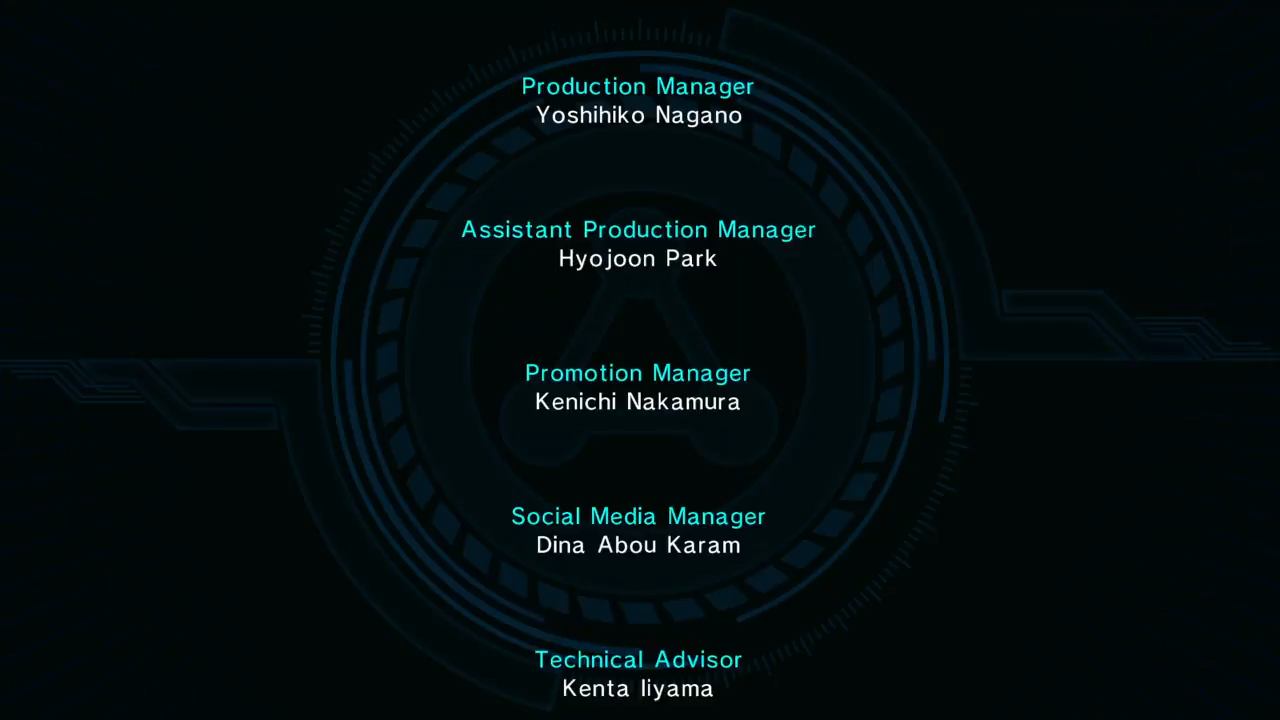 Production Manager
Yoshihiko Nagano
Assistant Production Manager
Hyojoon Park
Promotion Manager
Kenichi Nakamura
Social Media Manager
Dina Abou Karam
Technical Advisor
Kenta Iiyama